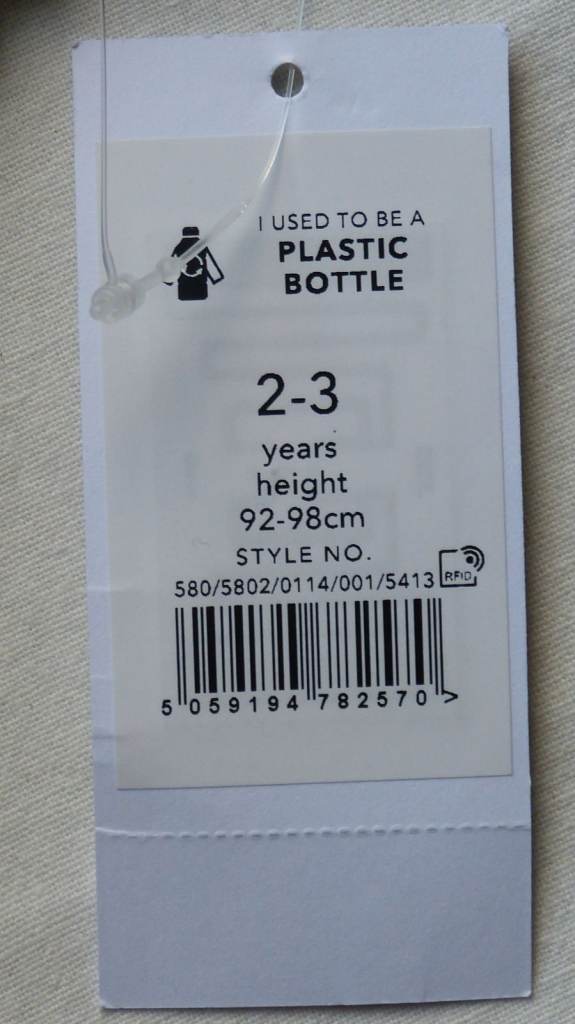 I USED TO BE A
PLASTIC
BOTTLE
2-3
years
height
92-98cm
STYLE NO.
580/5802/0114/001/5413
RFID
5 059194 782570 >